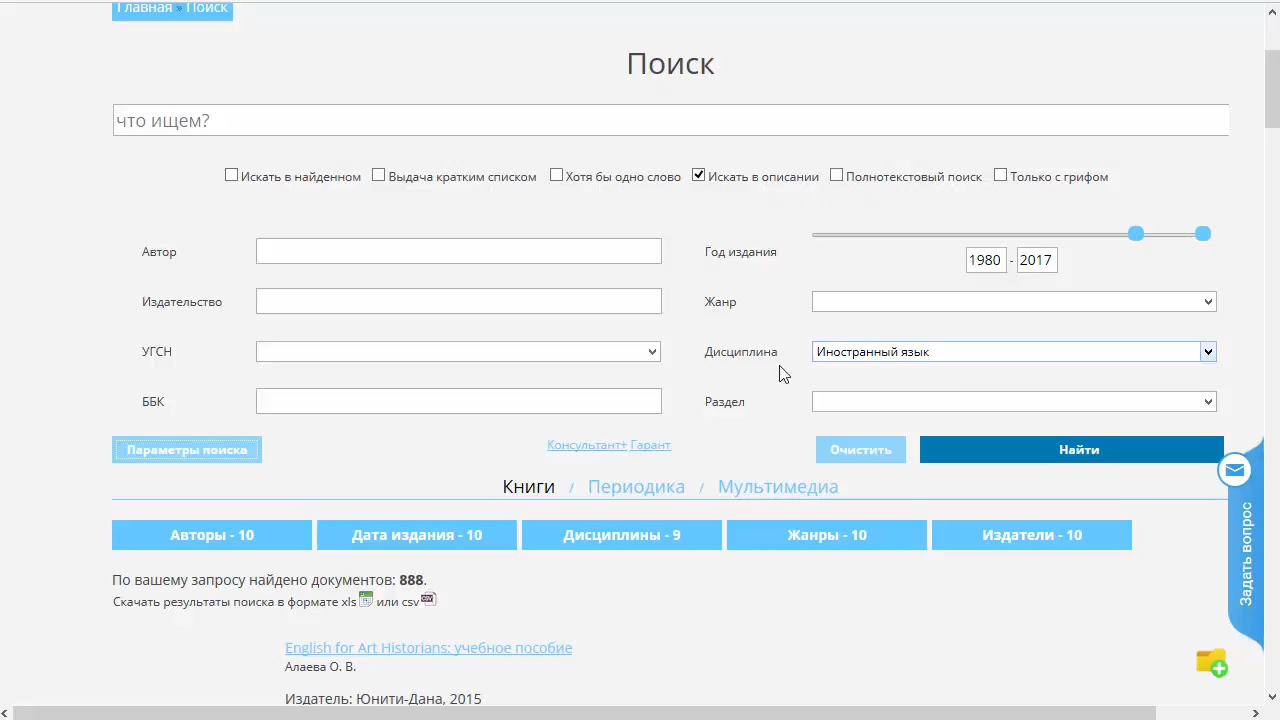 Главная » Поиск
Поиск
что ищем?
Искать в найденном Выдача кратким списком Хотя бы одно слово Искать в описании Полнотекстовый поиск Только с грифом
Автор
Год издания
1980 - 2017
Издательство
Жанр
УГСН
Дисциплина Иностранный язык
ББК
Раздел
Параметры поиска Консультант+ Гарант Очистить Найти
Книги / Периодика / Мультимедиа
Авторы - 10 Дата издания - 10 Дисциплины - 9 Жанры - 10 Издатели - 10
По вашему запросу найдено документов: 888.
Скачать результаты поиска в формате xls или csv
English for Art Historians: учебное пособие
Алаева О. В.
Издатель: Юнити-Дана, 2015
Задать вопрос